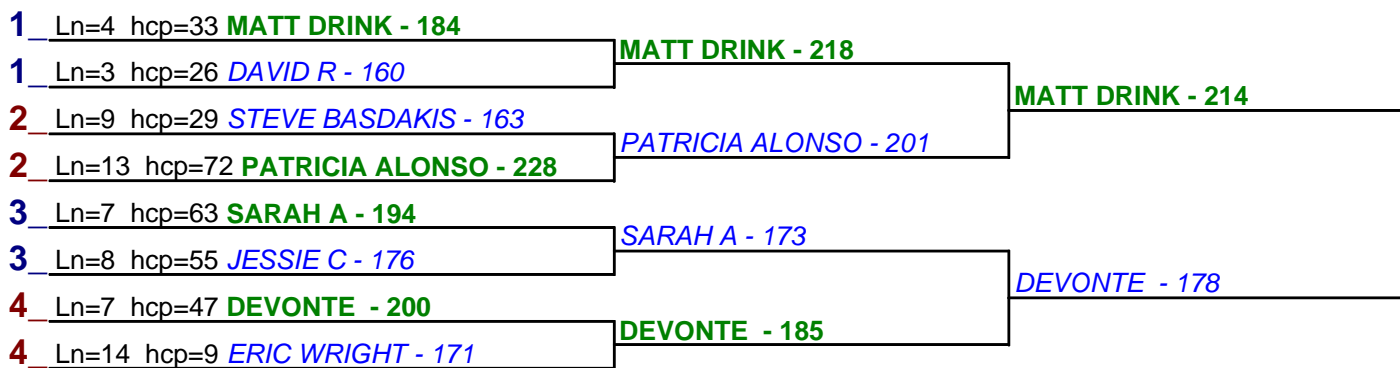 1_ Ln=4 hcp=33 MATT DRINK - 184
MATT DRINK - 218
1_ Ln=3 hcp=26 DAVID R - 160
MATT DRINK - 214
2_ Ln=9 hcp=29 STEVE BASDAKIS - 163
PATRICIA ALONSO - 201
2_ Ln=13 hcp=72 PATRICIA ALONSO - 228
3_ Ln=7 hcp=63 SARAH A - 194
SARAH A - 173
3_ Ln=8 hcp=55 JESSIE C - 176
DEVONTE - 178
4_ Ln=7 hcp=47 DEVONTE - 200
DEVONTE - 185
4_ Ln=14 hcp=9 ERIC WRIGHT - 171